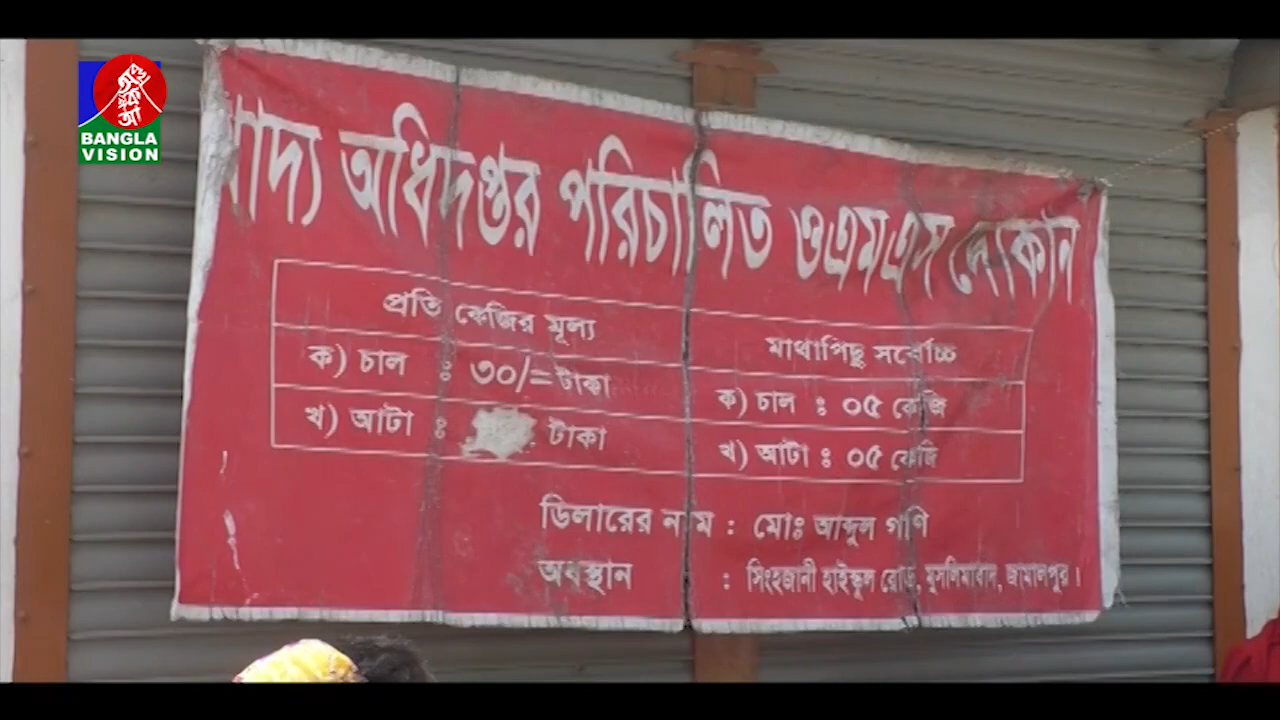 BANGLA
VISION
খাদ্য অধিদপ্তর পরিচালিত ওএমএস দোকান
প্রতি কেজির মূল্য
মাথাপিছু সর্বোচ্চ
ক) চাল : ৩০/= টাকা
ক) চাল : ০৫ কেজি
খ) আটা : টাকা
খ) আটা : ০৫ কেজি
ডিলারের নাম : মোঃ আব্দুল গণি
অবস্থান : সিংহজানী হাইস্কুল রোড, মুসলিমাবাদ, জামালপুর।